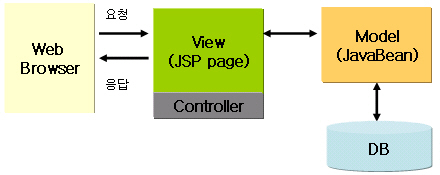 요청
Web
Browser
응답
View
(JSP page)
Controller
Model
(JavaBean)
DB